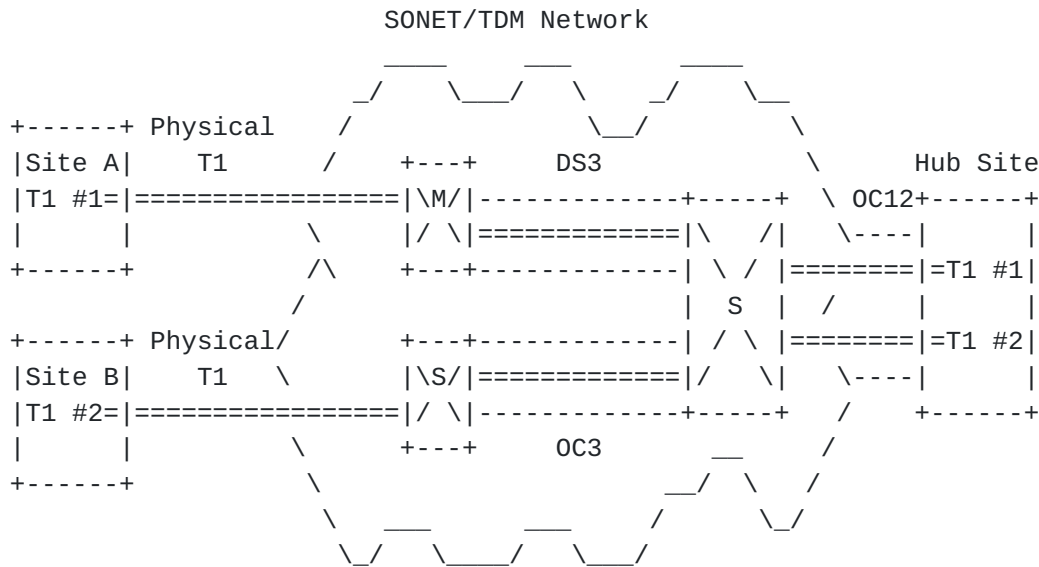 SONET/TDM Network
Physical
Site A T1 DS3 Hub Site
T1 #1= M OC12
=T1 #1
S
Physical =T1 #2
Site B T1 S
T1 #2=
OC3